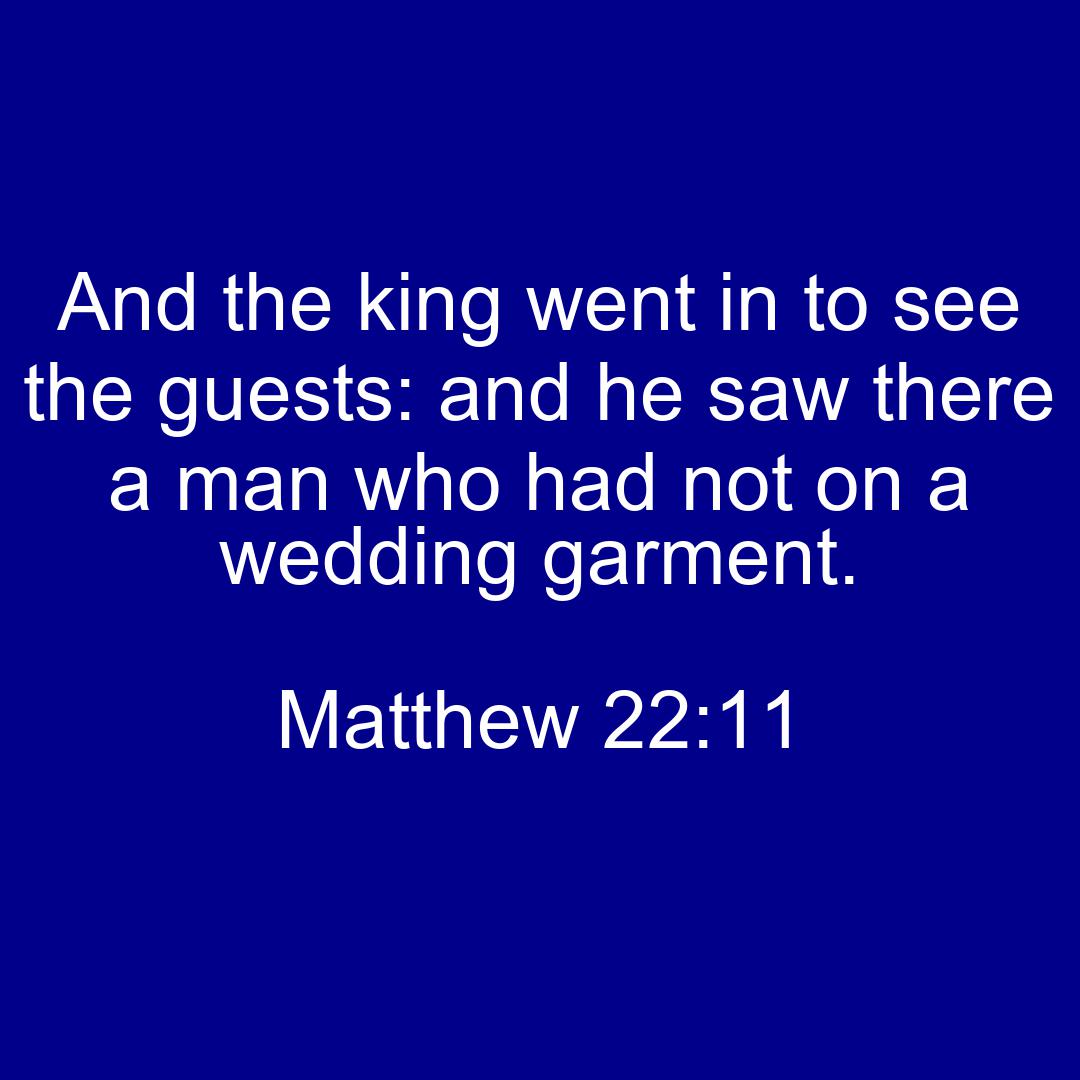 And the king went in to see
the guests: and he saw there
a man who had not on a
wedding garment.
Matthew 22:11